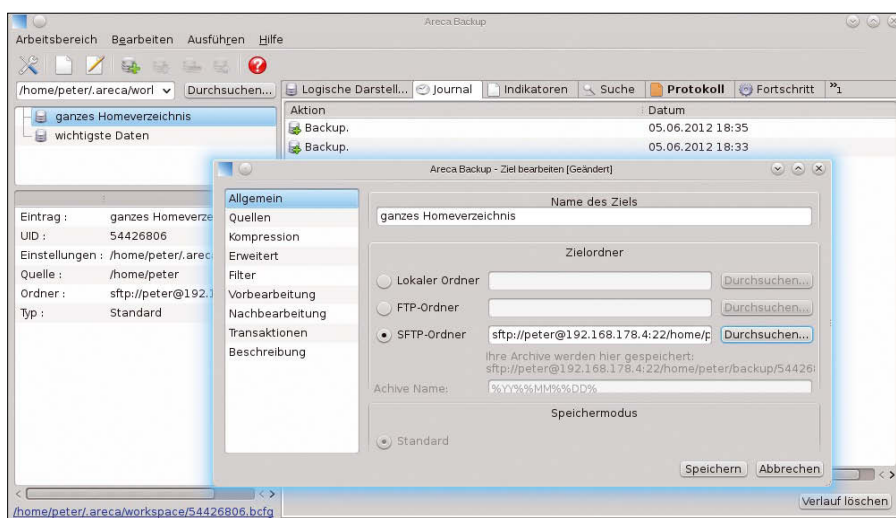 Areca Backup
Arbeitsbereich Bearbeiten Ausführen Hilfe
/home/peter/.areca/worl Durchsuchen...
Logische Darstell... Journal Indikatoren Suche Protokoll Fortschritt »1
ganzes Homeverzeichnis
wichtigste Daten
Aktion Datum
Backup. 05.06.2012 18:35
Backup. 05.06.2012 18:33
Eintrag : ganzes Homeverze
UID : 54426806
Einstellungen : /home/peter/.arec
Quelle : /home/peter
Ordner : sftp://peter@192.1
Typ : Standard
Areca Backup - Ziel bearbeiten [Geändert]
Allgemein
Quellen
Kompression
Erweitert
Filter
Vorbearbeitung
Nachbearbeitung
Transaktionen
Beschreibung
Name des Ziels
ganzes Homeverzeichnis
Zielordner
Lokaler Ordner Durchsuchen...
FTP-Ordner Durchsuchen...
SFTP-Ordner sftp://peter@192.168.178.4:22/home/p Durchsuchen...
Ihre Archive werden hier gespeichert:
sftp://peter@192.168.178.4:22/home/peter/backup/54426
Achive Name: %YY%%MM%%DD%
Speichermodus
Standard
Speichern Abbrechen
/home/peter/.areca/workspace/54426806.bcfg
Verlauf löschen